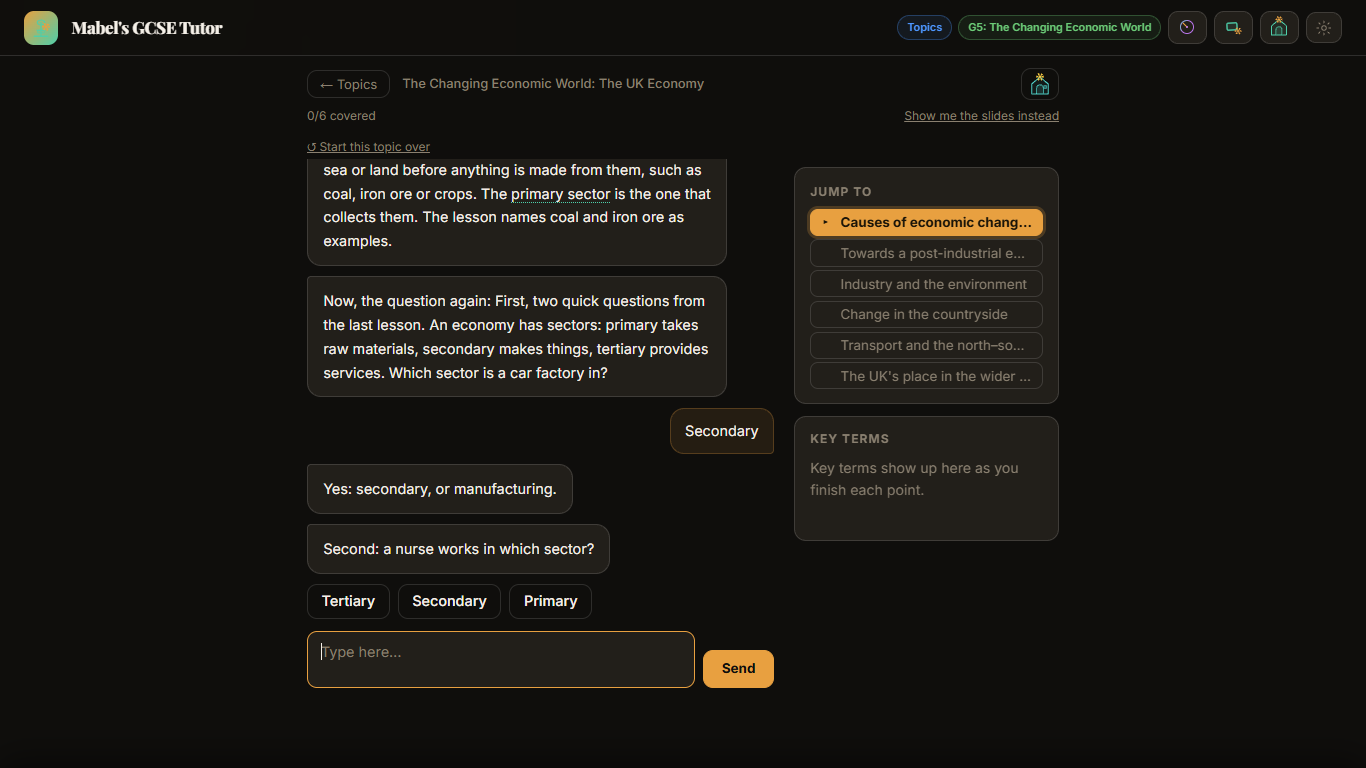 Mabel's GCSE Tutor
Topics
G5: The Changing Economic World
← Topics
The Changing Economic World: The UK Economy
0/6 covered
Show me the slides instead
↺ Start this topic over
sea or land before anything is made from them, such as
coal, iron ore or crops. The primary sector is the one that
collects them. The lesson names coal and iron ore as
examples.
Now, the question again: First, two quick questions from
the last lesson. An economy has sectors: primary takes
raw materials, secondary makes things, tertiary provides
services. Which sector is a car factory in?
Secondary
Yes: secondary, or manufacturing.
Second: a nurse works in which sector?
Tertiary
Secondary
Primary
Type here...
Send
JUMP TO
Causes of economic chang...
Towards a post-industrial e...
Industry and the environment
Change in the countryside
Transport and the north–so...
The UK's place in the wider ...
KEY TERMS
Key terms show up here as you
finish each point.